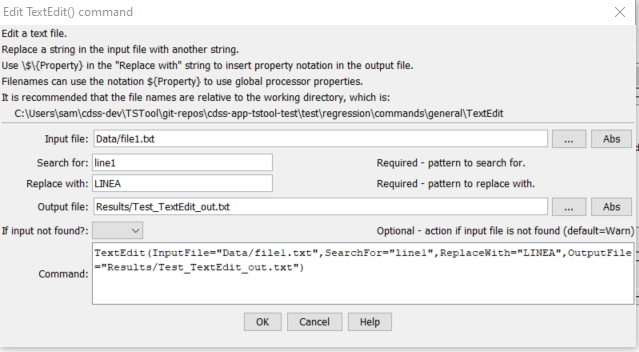 Edit TextEdit() command
Edit a text file.
Replace a string in the input file with another string.
Use \$\{Property} in the "Replace with" string to insert property notation in the output file.
Filenames can use the notation ${Property} to use global processor properties.
It is recommended that the file names are relative to the working directory, which is:
C:\Users\sam\cdss-dev\TSTool\git-repos\cdss-app-tstool-test\test\regression\commands\general\TextEdit
Input file: Data/file1.txt ... Abs
Search for: line1 Required - pattern to search for.
Replace with: LINEA Required - pattern to replace with.
Output file: Results/Test_TextEdit_out.txt ... Abs
If input not found?: Optional - action if input file is not found (default=Warn)
TextEdit(InputFile="Data/file1.txt",SearchFor="line1",ReplaceWith="LINEA",OutputFile
Command: ="Results/Test_TextEdit_out.txt")
OK Cancel Help